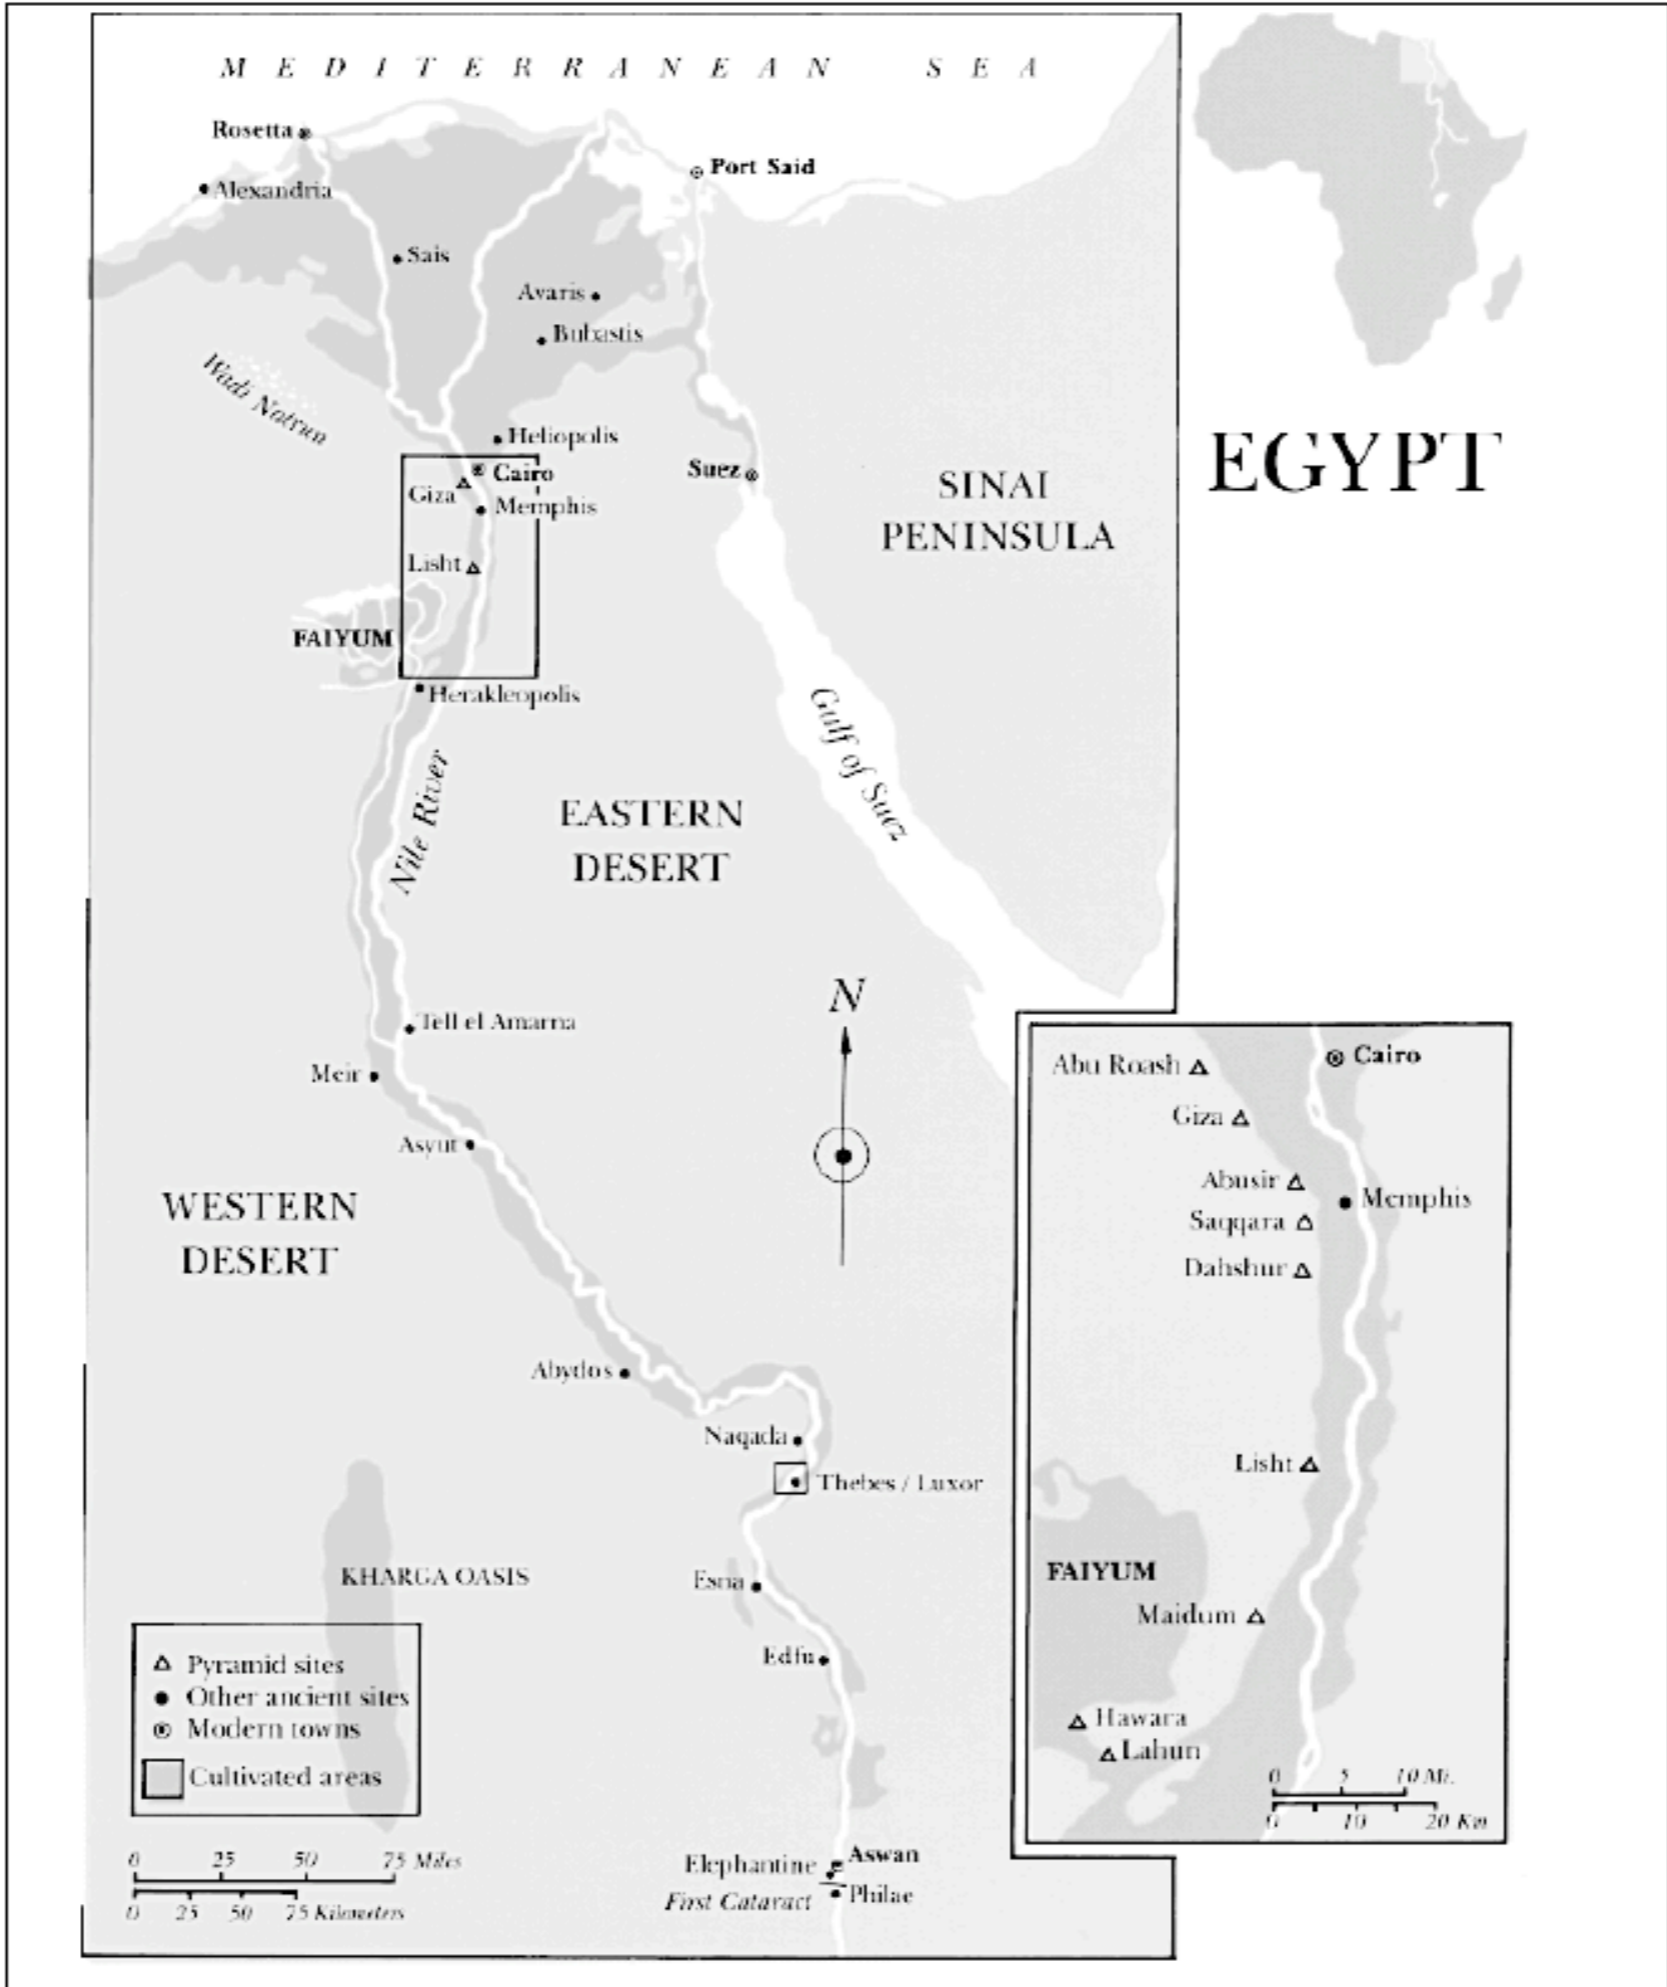 MEDITERRANEAN SEA
Rosetta
Port Said
Alexandria
Sais
Avaris
Bubastis
Wadi Natrun
Heliopolis
Cairo
Giza
Memphis
Suez
SINAI
PENINSULA
EGYPT
Lisht
FAIYUM
Herakleopolis
Nile River
Gulf of Suez
EASTERN
DESERT
N
Tell el Amarna
Meir
Asyut
WESTERN
DESERT
Abydos
Naqada
Thebes / Luxor
KHARGA OASIS
Esna
Edfu
Pyramid sites
Other ancient sites
Modern towns
Cultivated areas
0 25 50 75 Miles
0 25 50 75 Kilometers
Elephantine
Aswan
First Cataract
Philae
Abu Roash
Cairo
Giza
Abusir
Memphis
Saqqara
Dahshur
Lisht
FAIYUM
Maidum
Hawara
Lahun
0 5 10 Mi.
0 10 20 Km